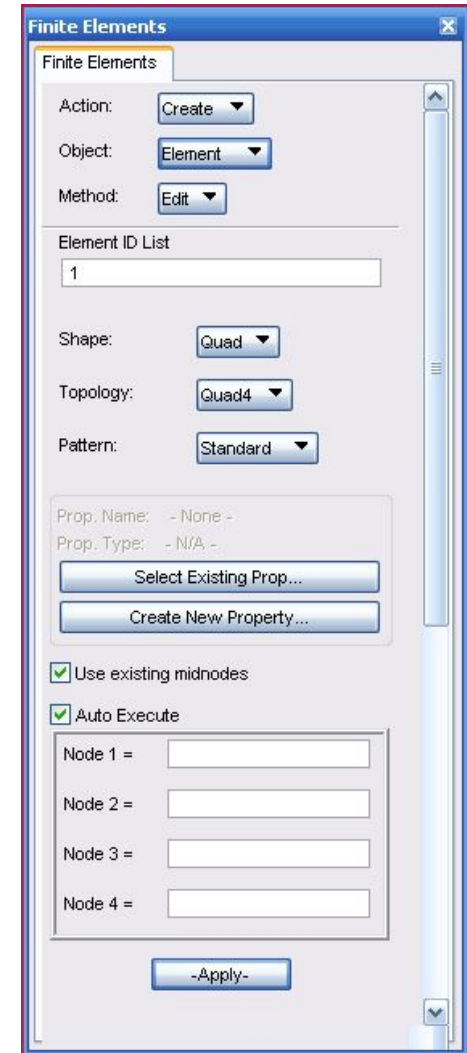 Finite Elements
Finite Elements
Action: Create
Object: Element
Method: Edit
Element ID List
1
Shape: Quad
Topology: Quad4
Pattern: Standard
Prop. Name: - None -
Prop. Type: - N/A -
Select Existing Prop...
Create New Property...
Use existing midnodes
Auto Execute
Node 1 =
Node 2 =
Node 3 =
Node 4 =
-Apply-